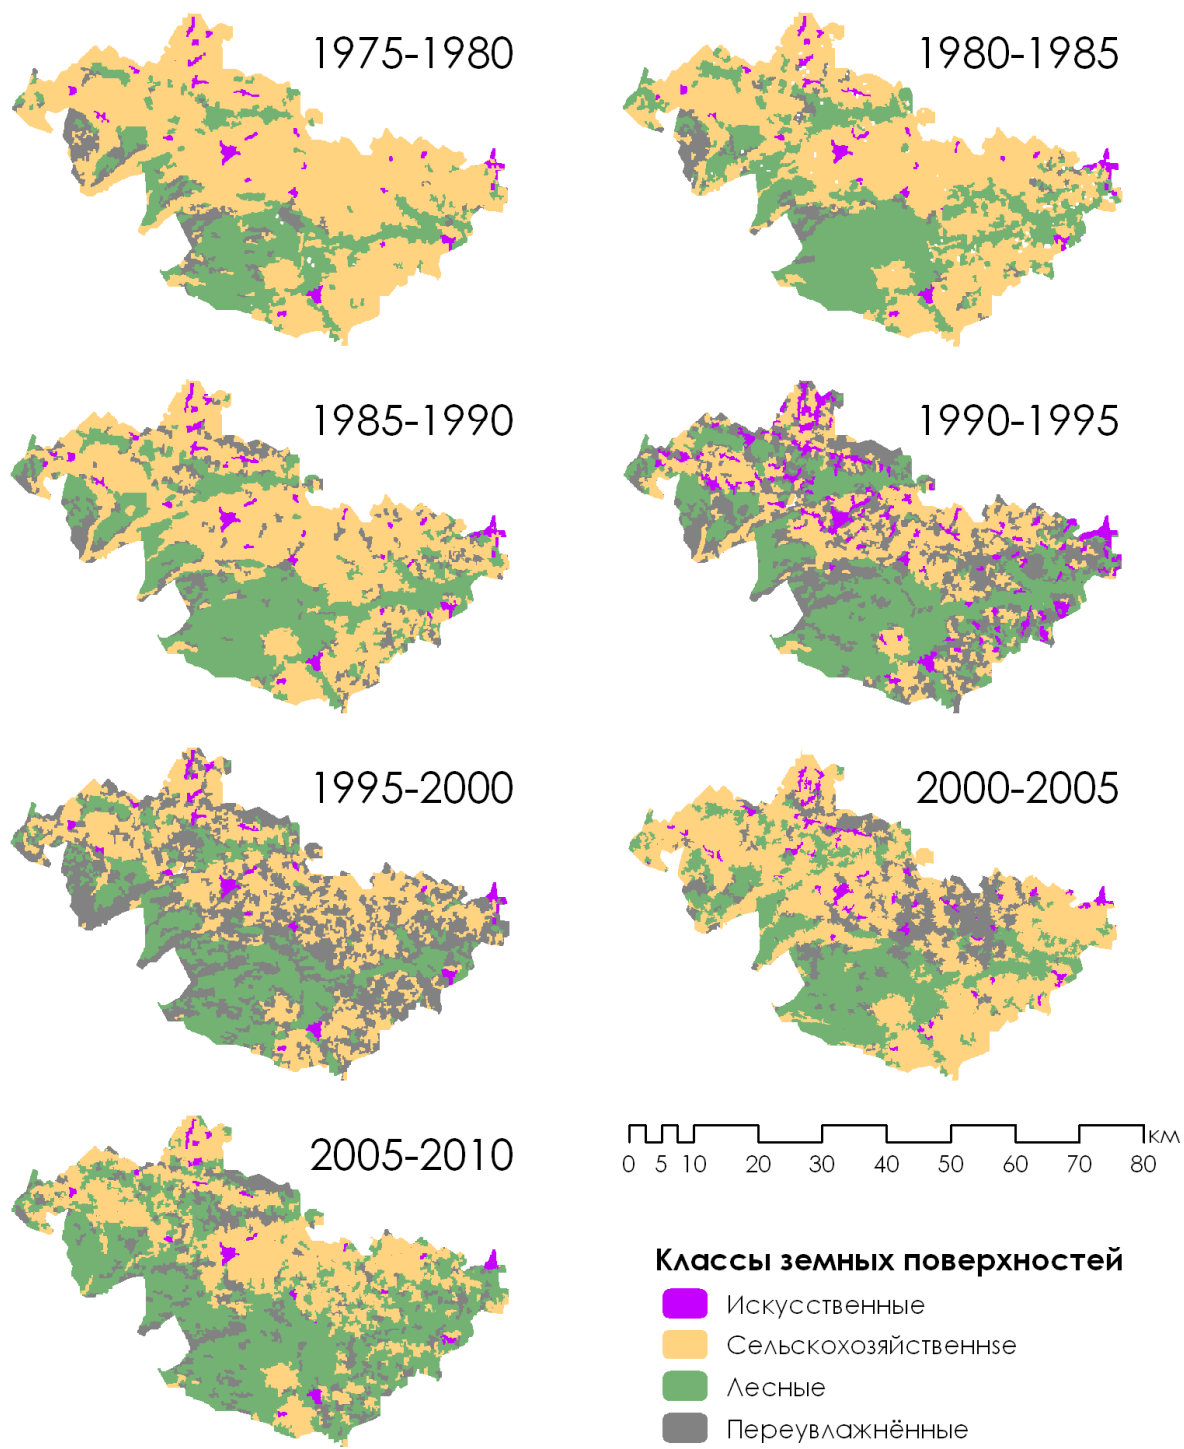 1975-1980
1980-1985
1985-1990
1990-1995
1995-2000
2000-2005
2005-2010
км
0 5 10 20 30 40 50 60 70 80
Классы земных поверхностей
Искусственные
Сельскохозяйственнsе
Лесные
Переувлажнённые